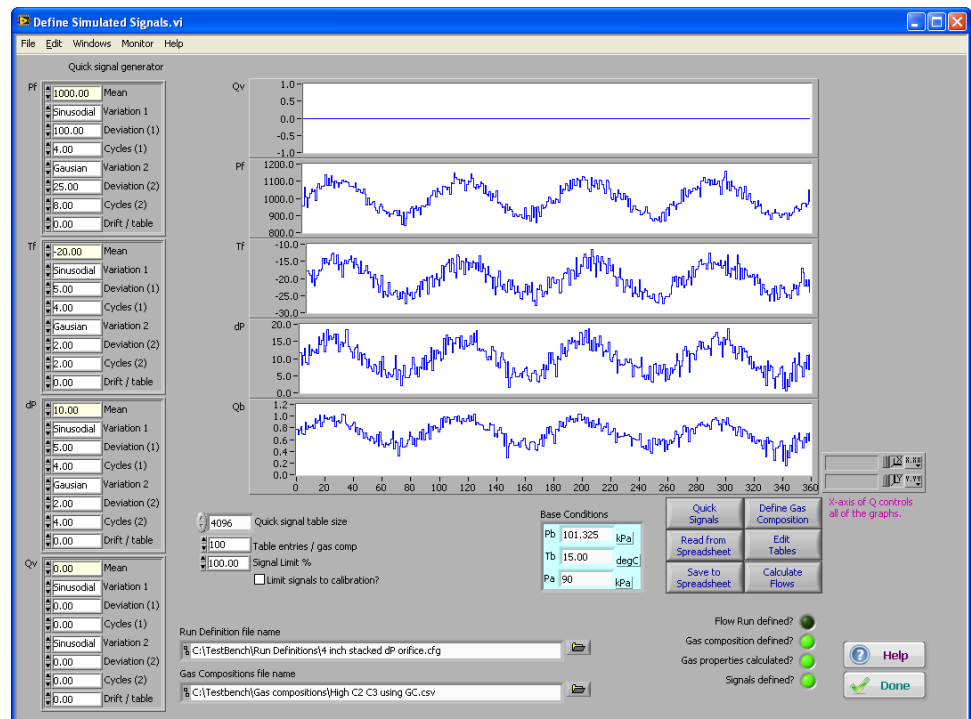 Define Simulated Signals.vi
File Edit Windows Monitor Help
Quick signal generator
Pf
1000.00 Mean
Sinusodial Variation 1
100.00 Deviation (1)
4.00 Cycles (1)
Gausian Variation 2
25.00 Deviation (2)
8.00 Cycles (2)
0.00 Drift / table
Tf
-20.00 Mean
Sinusodial Variation 1
5.00 Deviation (1)
4.00 Cycles (1)
Gausian Variation 2
2.00 Deviation (2)
2.00 Cycles (2)
0.00 Drift / table
dP
10.00 Mean
Sinusodial Variation 1
5.00 Deviation (1)
4.00 Cycles (1)
Gausian Variation 2
2.00 Deviation (2)
4.00 Cycles (2)
0.00 Drift / table
Qv
0.00 Mean
Sinusodial Variation 1
0.00 Deviation (1)
0.00 Cycles (1)
Sinusodial Variation 2
0.00 Deviation (2)
0.00 Cycles (2)
0.00 Drift / table
Qv
1.0
0.5
0.0
-0.5
-1.0
Pf
1200.0
1100.0
1000.0
900.0
800.0
Tf
-10.0
-15.0
-20.0
-25.0
-30.0
dP
20.0
15.0
10.0
5.0
0.0
Qb
1.2
1.0
0.8
0.6
0.4
0.2
0.0
0 20 40 60 80 100 120 140 160 180 200 220 240 260 280 300 320 340 360
X X.XX
Y Y.YY
X-axis of Q controls
all of the graphs.
4096 Quick signal table size
100 Table entries / gas comp
100.00 Signal Limit %
Limit signals to calibration?
Base Conditions
Pb 101.325 kPa
Tb 15.00 degC
Pa 90 kPa
Quick
Signals
Define Gas
Composition
Read from
Spreadsheet
Edit
Tables
Save to
Spreadsheet
Calculate
Flows
Run Definition file name
C:\TestBench\Run Definitions\4 inch stacked dP orifice.cfg
Gas Compositions file name
C:\Testbench\Gas compositions\High C2 C3 using GC.csv
Flow Run defined?
Gas composition defined?
Gas properties calculated?
Signals defined?
Help
Done